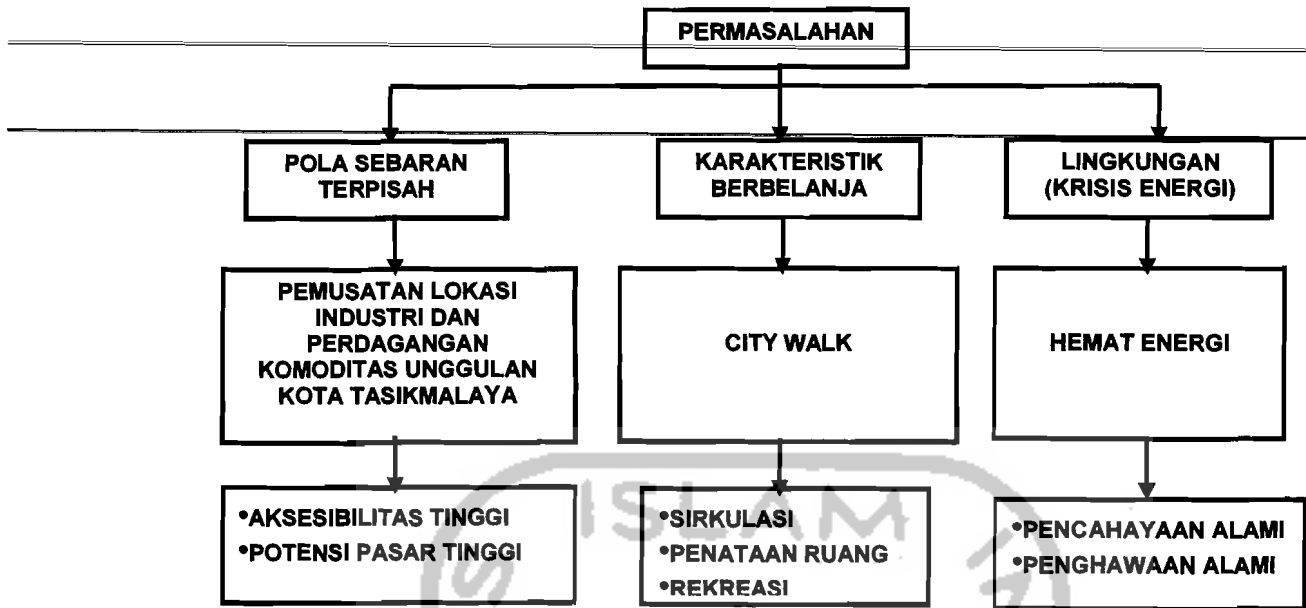 PERMASALAHAN
POLA SEBARAN
TERPISAH
KARAKTERISTIK
BERBELANJA
LINGKUNGAN
(KRISIS ENERGI)
PEMUSATAN LOKASI
INDUSTRI DAN
PERDAGANGAN
KOMODITAS UNGGULAN
KOTA TASIKMALAYA
CITY WALK
HEMAT ENERGI
•AKSESIBILITAS TINGGI
•POTENSI PASAR TINGGI
•SIRKULASI
•PENATAAN RUANG
•REKREASI
•PENCAHAYAAN ALAMI
•PENGHAWAAN ALAMI
ISLAM